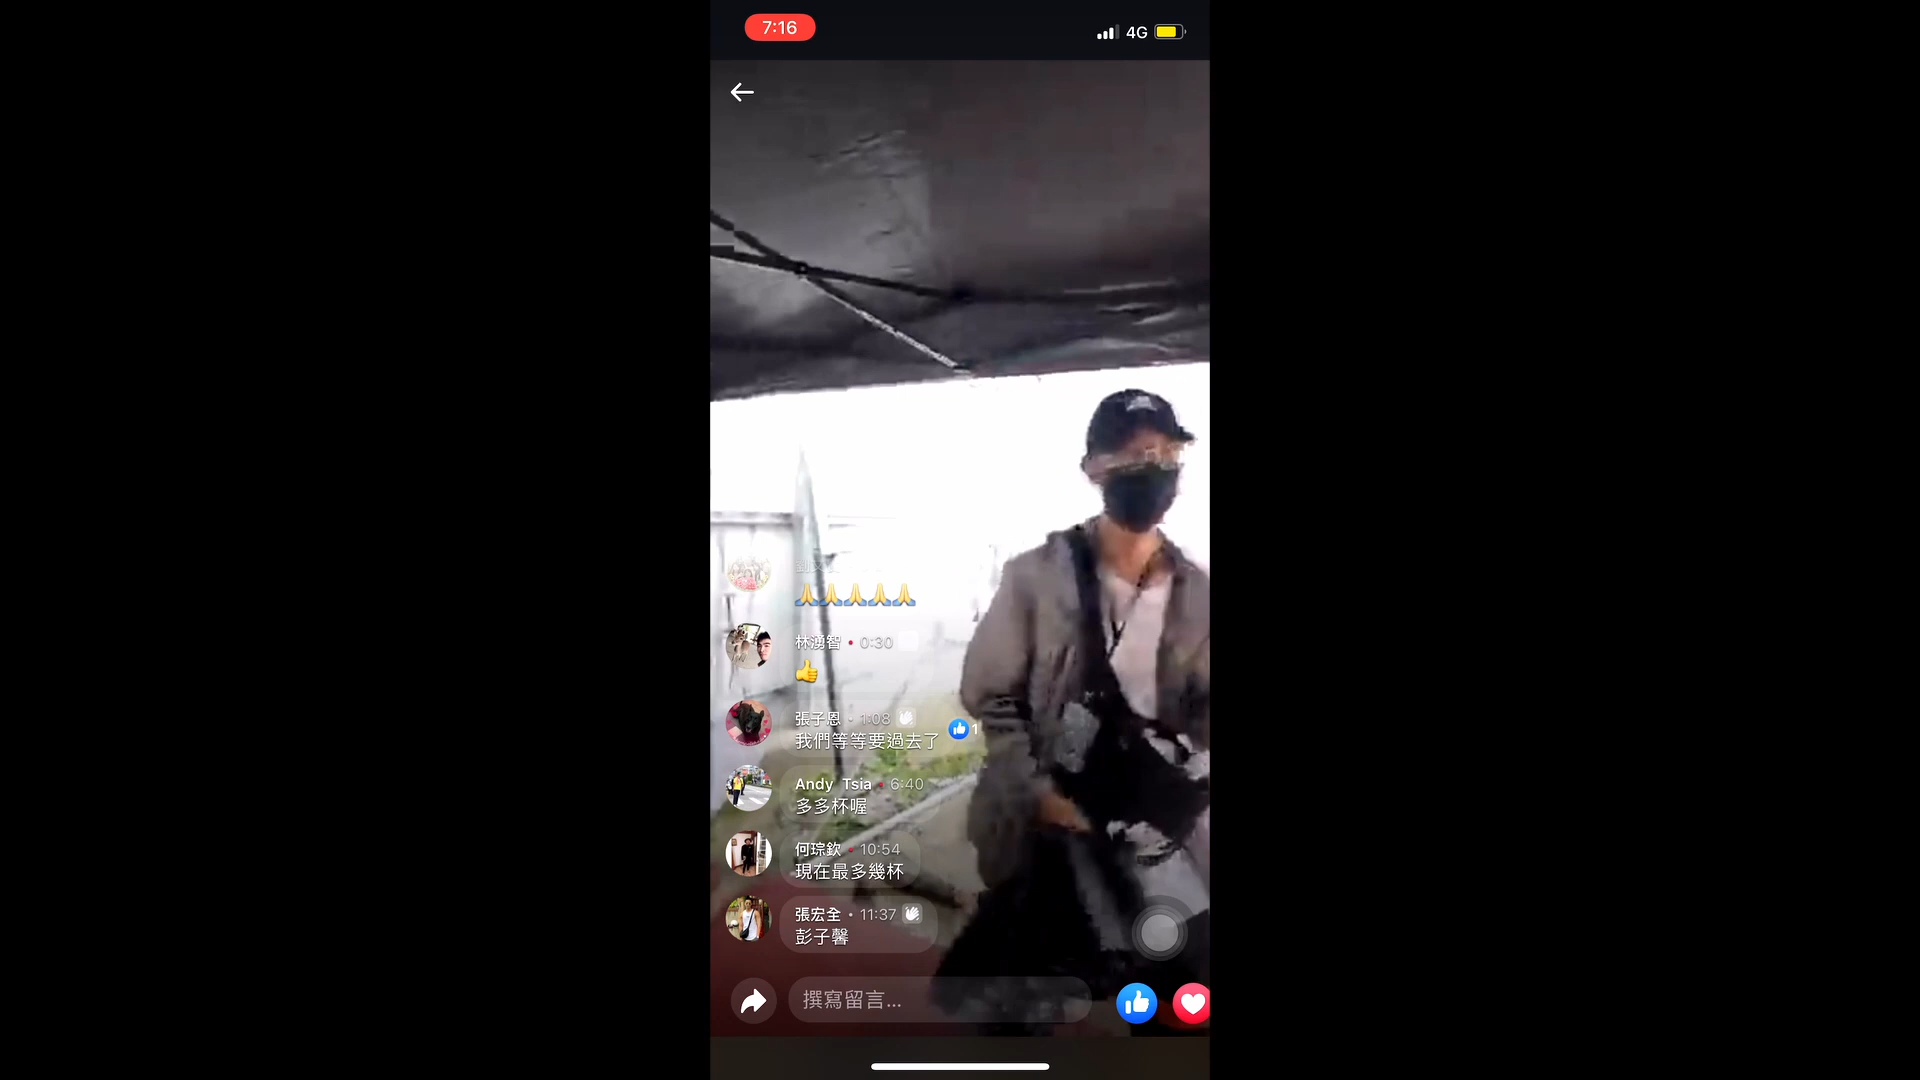 7:16
4G
林湧智 • 0:30
張子恩 • 1:08
我們等等要過去了
1
Andy Tsia • 6:40
多多杯喔
何琮欽 • 10:54
現在最多幾杯
張宏全 • 11:37
彭子馨
撰寫留言...